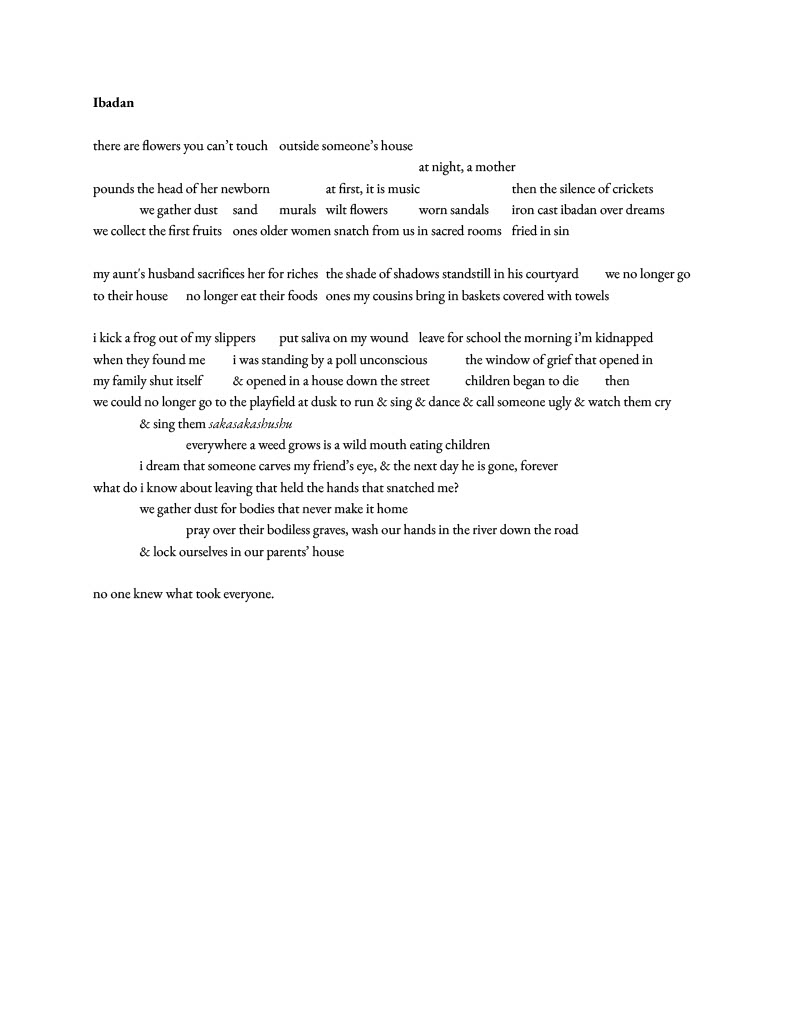 Ibadan
there are flowers you can’t touch outside someone’s house
at night, a mother
pounds the head of her newborn at first, it is music then the silence of crickets
we gather dust sand murals wilt flowers worn sandals iron cast ibadan over dreams
we collect the first fruits ones older women snatch from us in sacred rooms fried in sin
my aunt's husband sacrifices her for riches the shade of shadows standstill in his courtyard we no longer go
to their house no longer eat their foods ones my cousins bring in baskets covered with towels
i kick a frog out of my slippers put saliva on my wound leave for school the morning i’m kidnapped
when they found me i was standing by a poll unconscious the window of grief that opened in
my family shut itself & opened in a house down the street children began to die then
we could no longer go to the playfield at dusk to run & sing & dance & call someone ugly & watch them cry
& sing them sakasakashushu
everywhere a weed grows is a wild mouth eating children
i dream that someone carves my friend’s eye, & the next day he is gone, forever
what do i know about leaving that held the hands that snatched me?
we gather dust for bodies that never make it home
pray over their bodiless graves, wash our hands in the river down the road
& lock ourselves in our parents’ house
no one knew what took everyone.